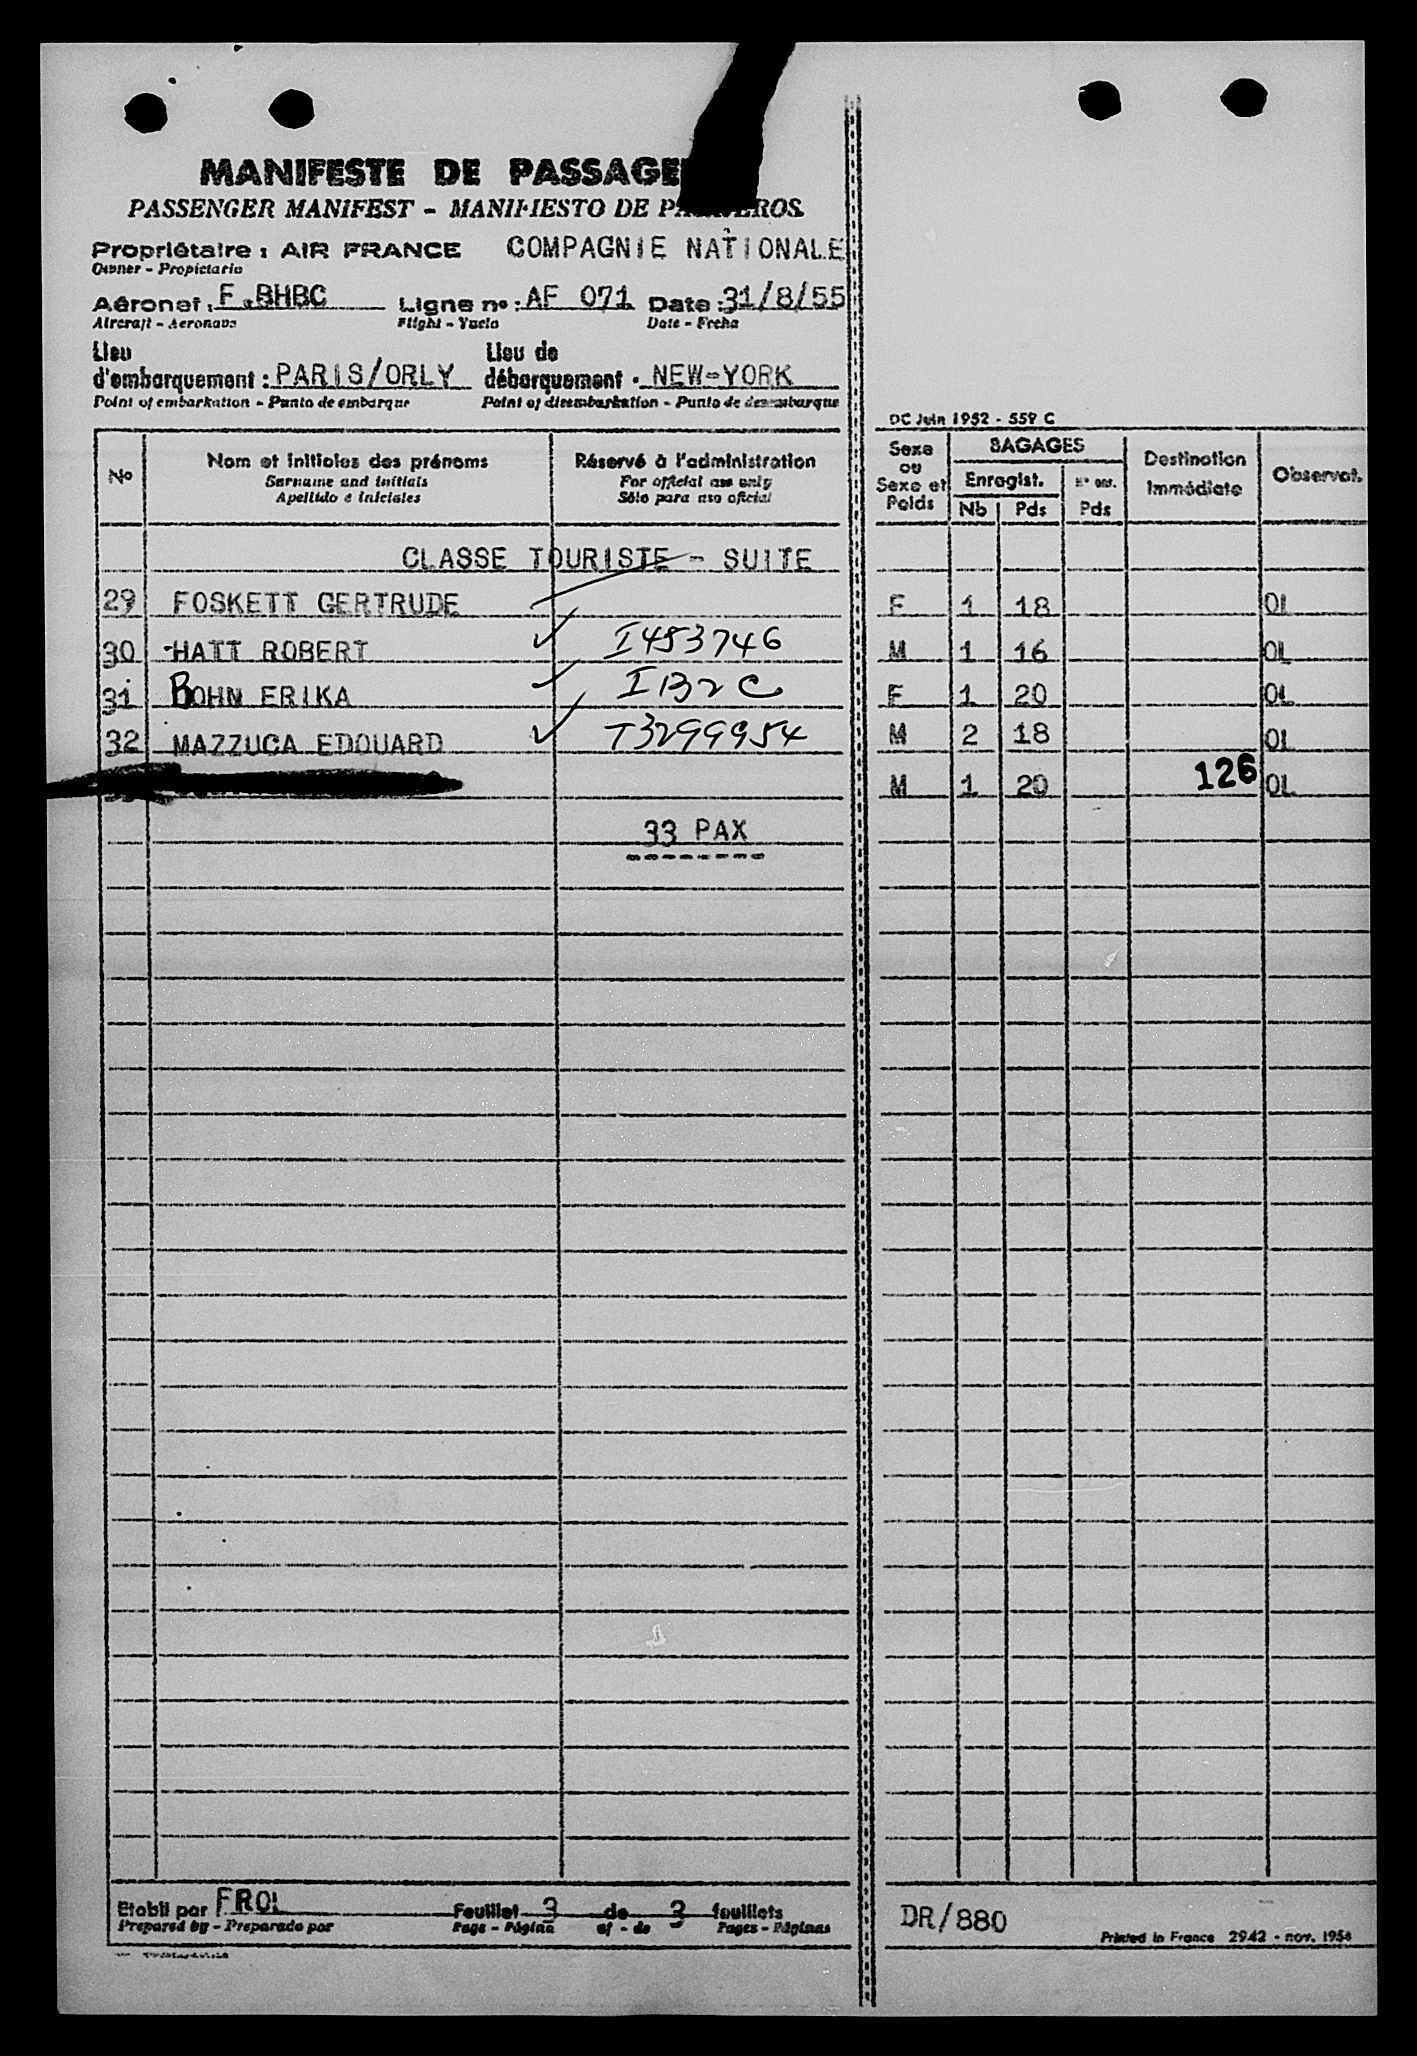 MANIFESTE DE PASSAGE
PASSENGER MANIFEST - MANIFIESTO DE PASAJEROS
Propriétaire : AIR FRANCE COMPAGNIE NATIONALE
Owner - Propietario
Aéronef : F.BHBC Ligne nº : AF 071 Date : 31/8/55
Aircraft - Aeronave Flight - Vuelo Date - Fecha
Lieu d'embarquement : PARIS/ORLY Lieu de débarquement : NEW-YORK
Point of embarkation - Punto de embarque Point of disembarkation - Punto de desembarque
DC Juin 1952 - 559 C
Nº Nom et initiales des prénoms Réservé à l'administration Sexe ou Sexe et Poids BAGAGES Destination Immédiate Observat.
Surname and initials For official use only Enregist. Nº enr.
Apellido e iniciales Sólo para uso oficial Nb Pds Pds
CLASSE TOURISTE - SUITE
29 FOSKETT GERTRUDE F 1 18 OL
30 -HATT ROBERT ✓ I483746 M 1 16 OL
31 BOHN ERIKA ✓ I B2 C F 1 20 OL
32 MAZZUCA EDOUARD ✓ T3299954 M 2 18 OL
M 1 20 126 OL
33 PAX
Etabli par FROL Feuillet 3 de 3 feuillets DR/880
Prepared by - Preparado por Page - Página of - de Pages - Páginas Printed in France 2942 - nov. 1954